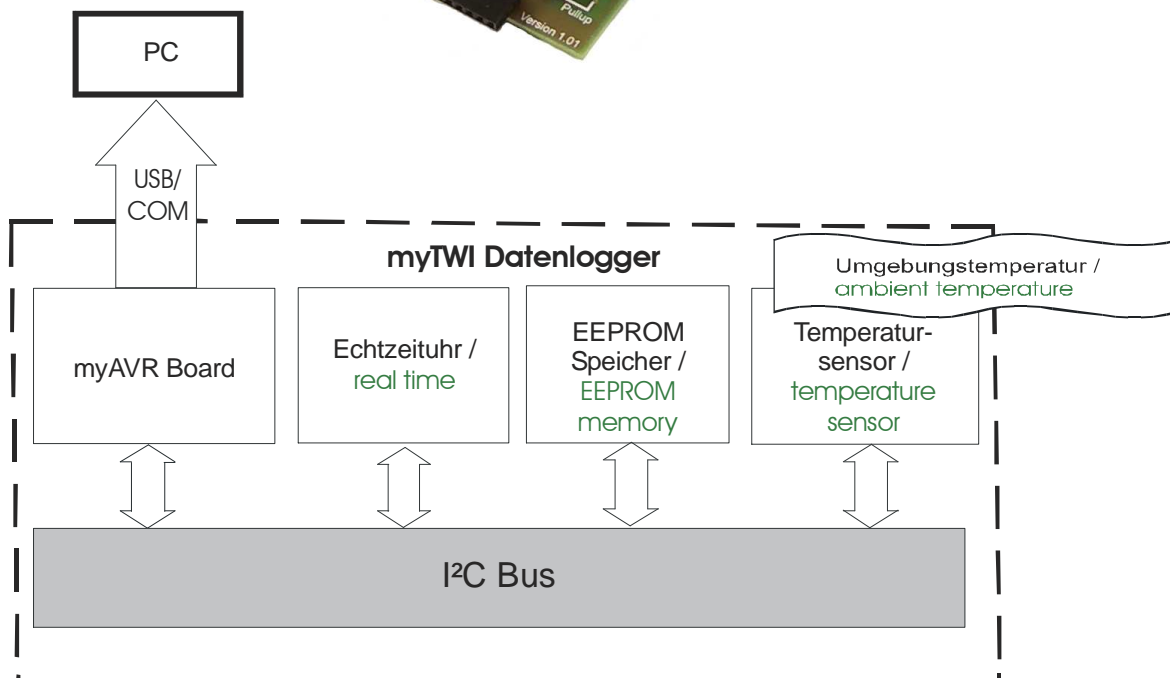 Pullup
Version 1.01
PC
USB/
COM
myTWI Datenlogger
Umgebungstemperatur /
ambient temperature
myAVR Board
Echtzeituhr /
real time
EEPROM
Speicher /
EEPROM
memory
Temperatur-
sensor /
temperature
sensor
I²C Bus